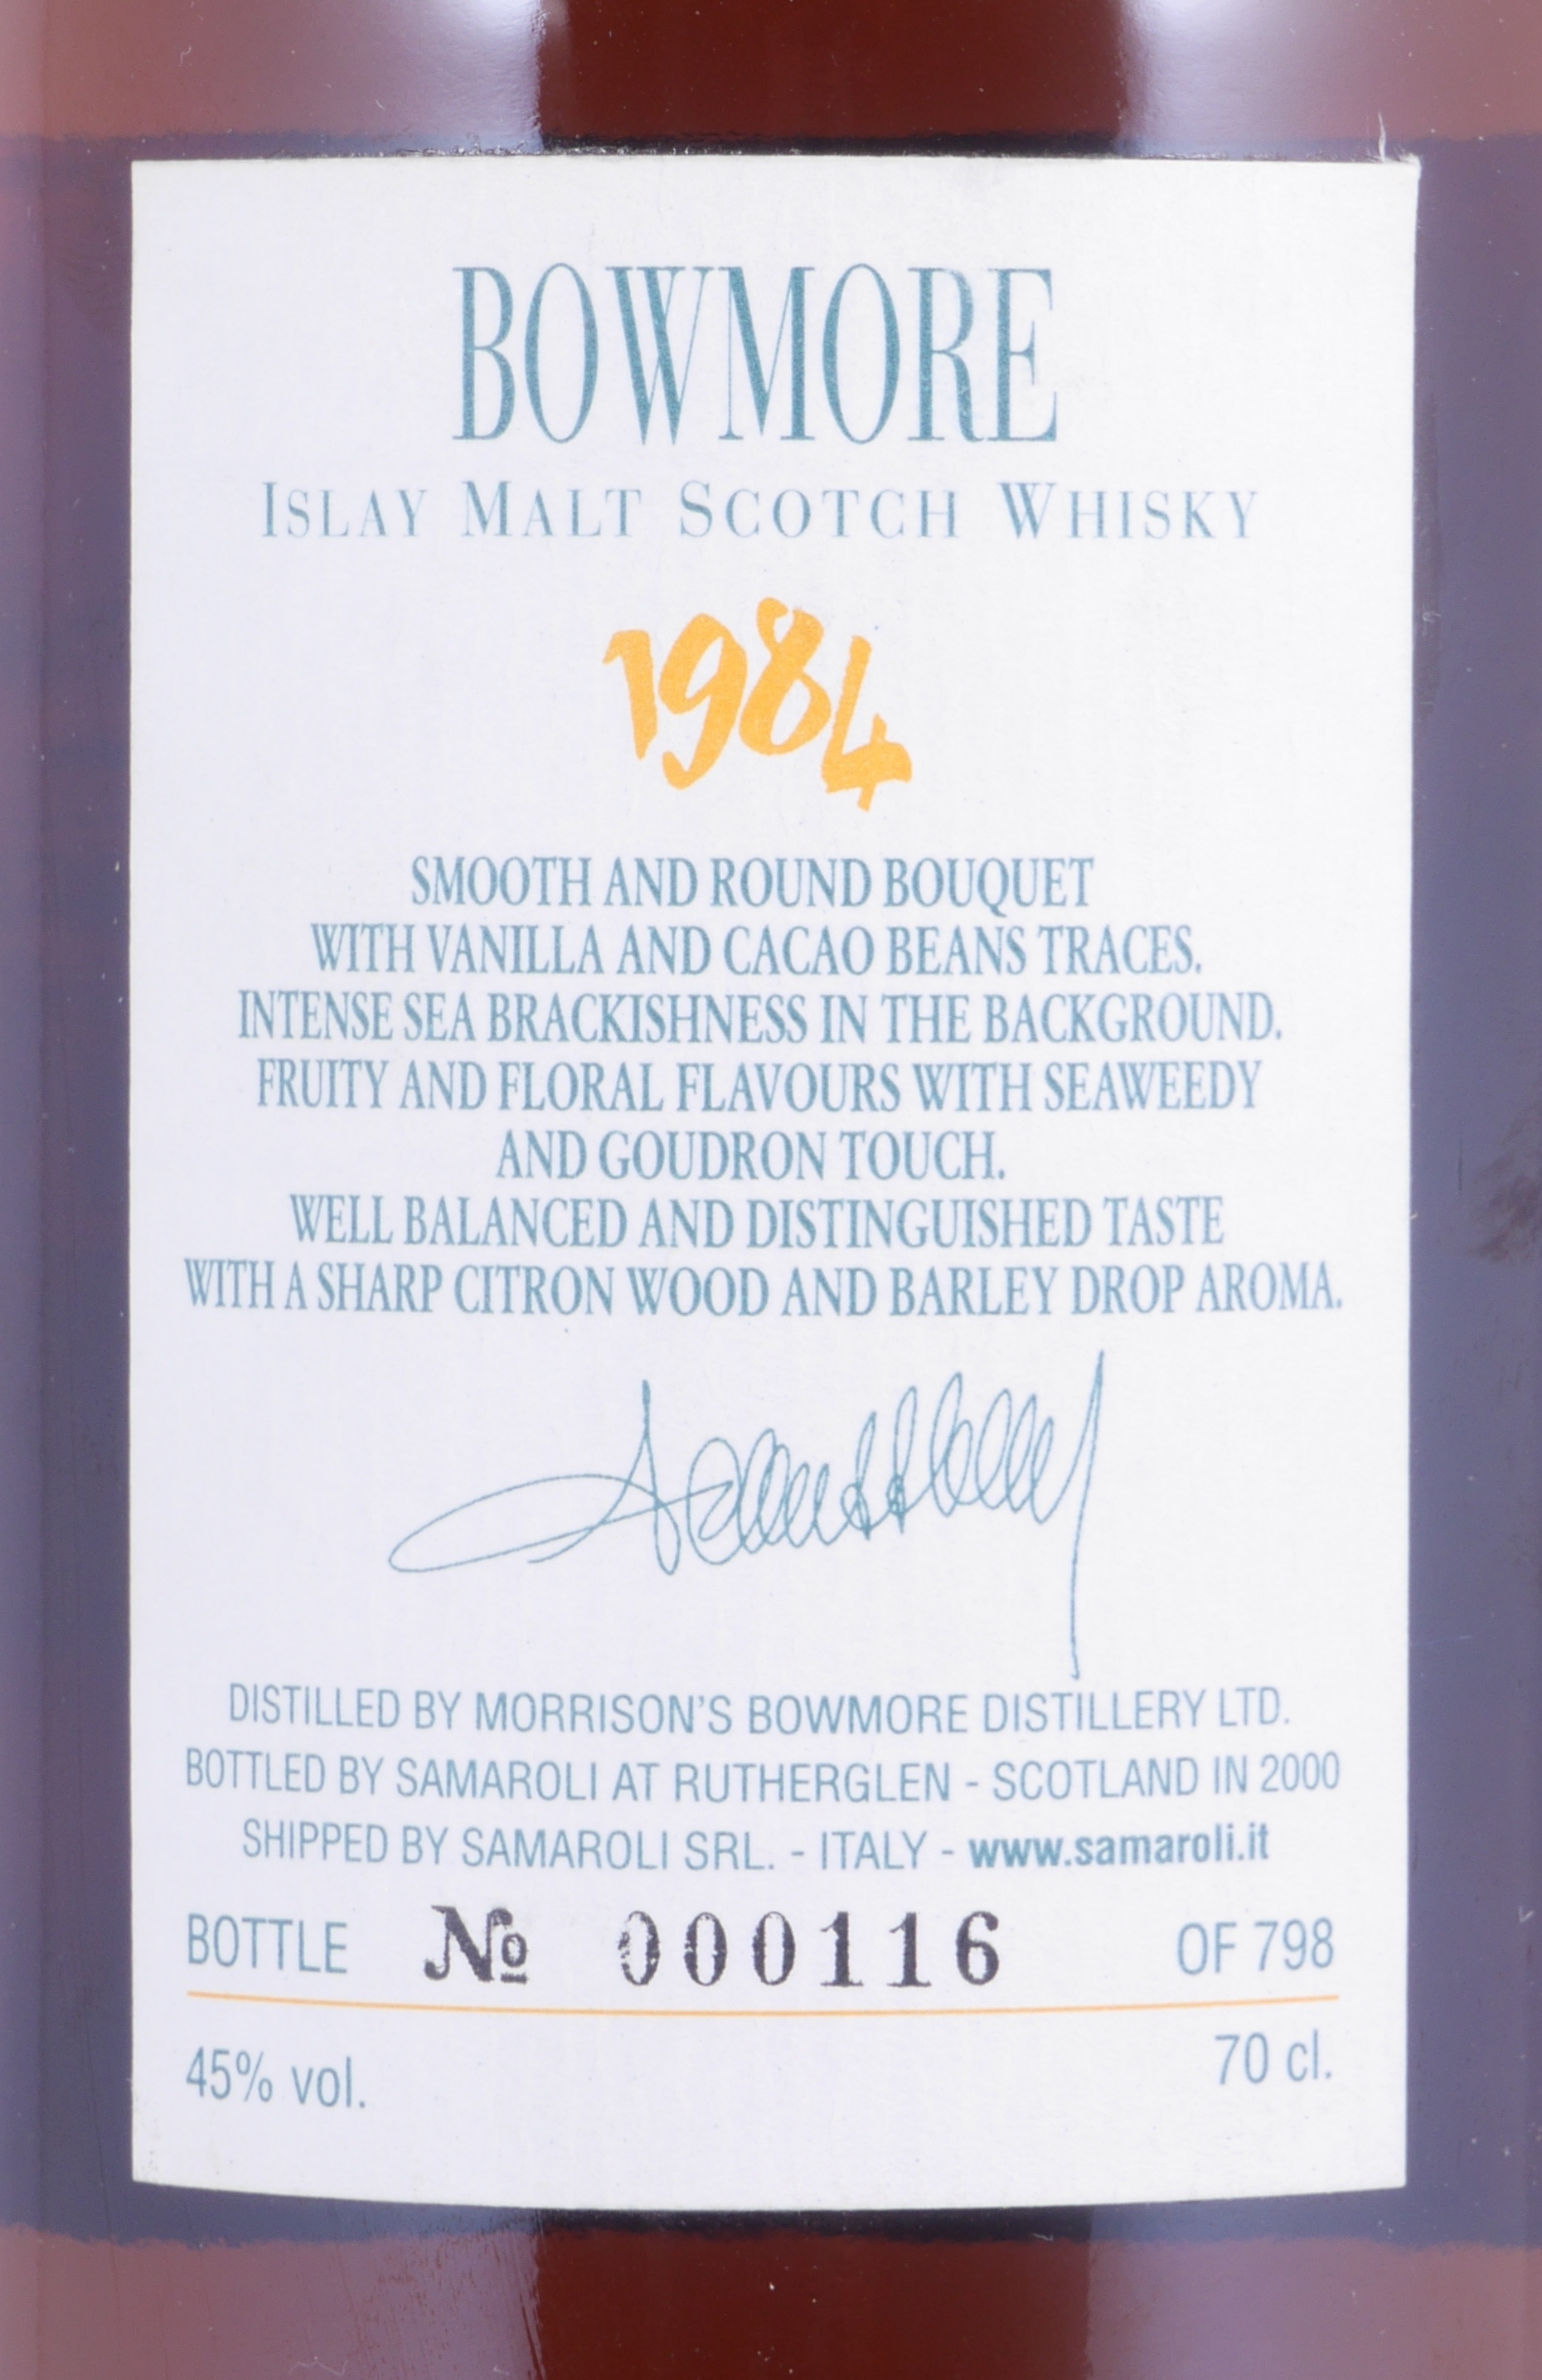 BOWMORE
ISLAY MALT SCOTCH WHISKY
1984
SMOOTH AND ROUND BOUQUET
WITH VANILLA AND CACAO BEANS TRACES.
INTENSE SEA BRACKISHNESS IN THE BACKGROUND.
FRUITY AND FLORAL FLAVOURS WITH SEAWEEDY
AND GOUDRON TOUCH.
WELL BALANCED AND DISTINGUISHED TASTE
WITH A SHARP CITRON WOOD AND BARLEY DROP AROMA.
DISTILLED BY MORRISON'S BOWMORE DISTILLERY LTD.
BOTTLED BY SAMAROLI AT RUTHERGLEN - SCOTLAND IN 2000
SHIPPED BY SAMAROLI SRL. - ITALY - www.samaroli.it
BOTTLE № 000116 OF 798
45% vol. 70 cl.